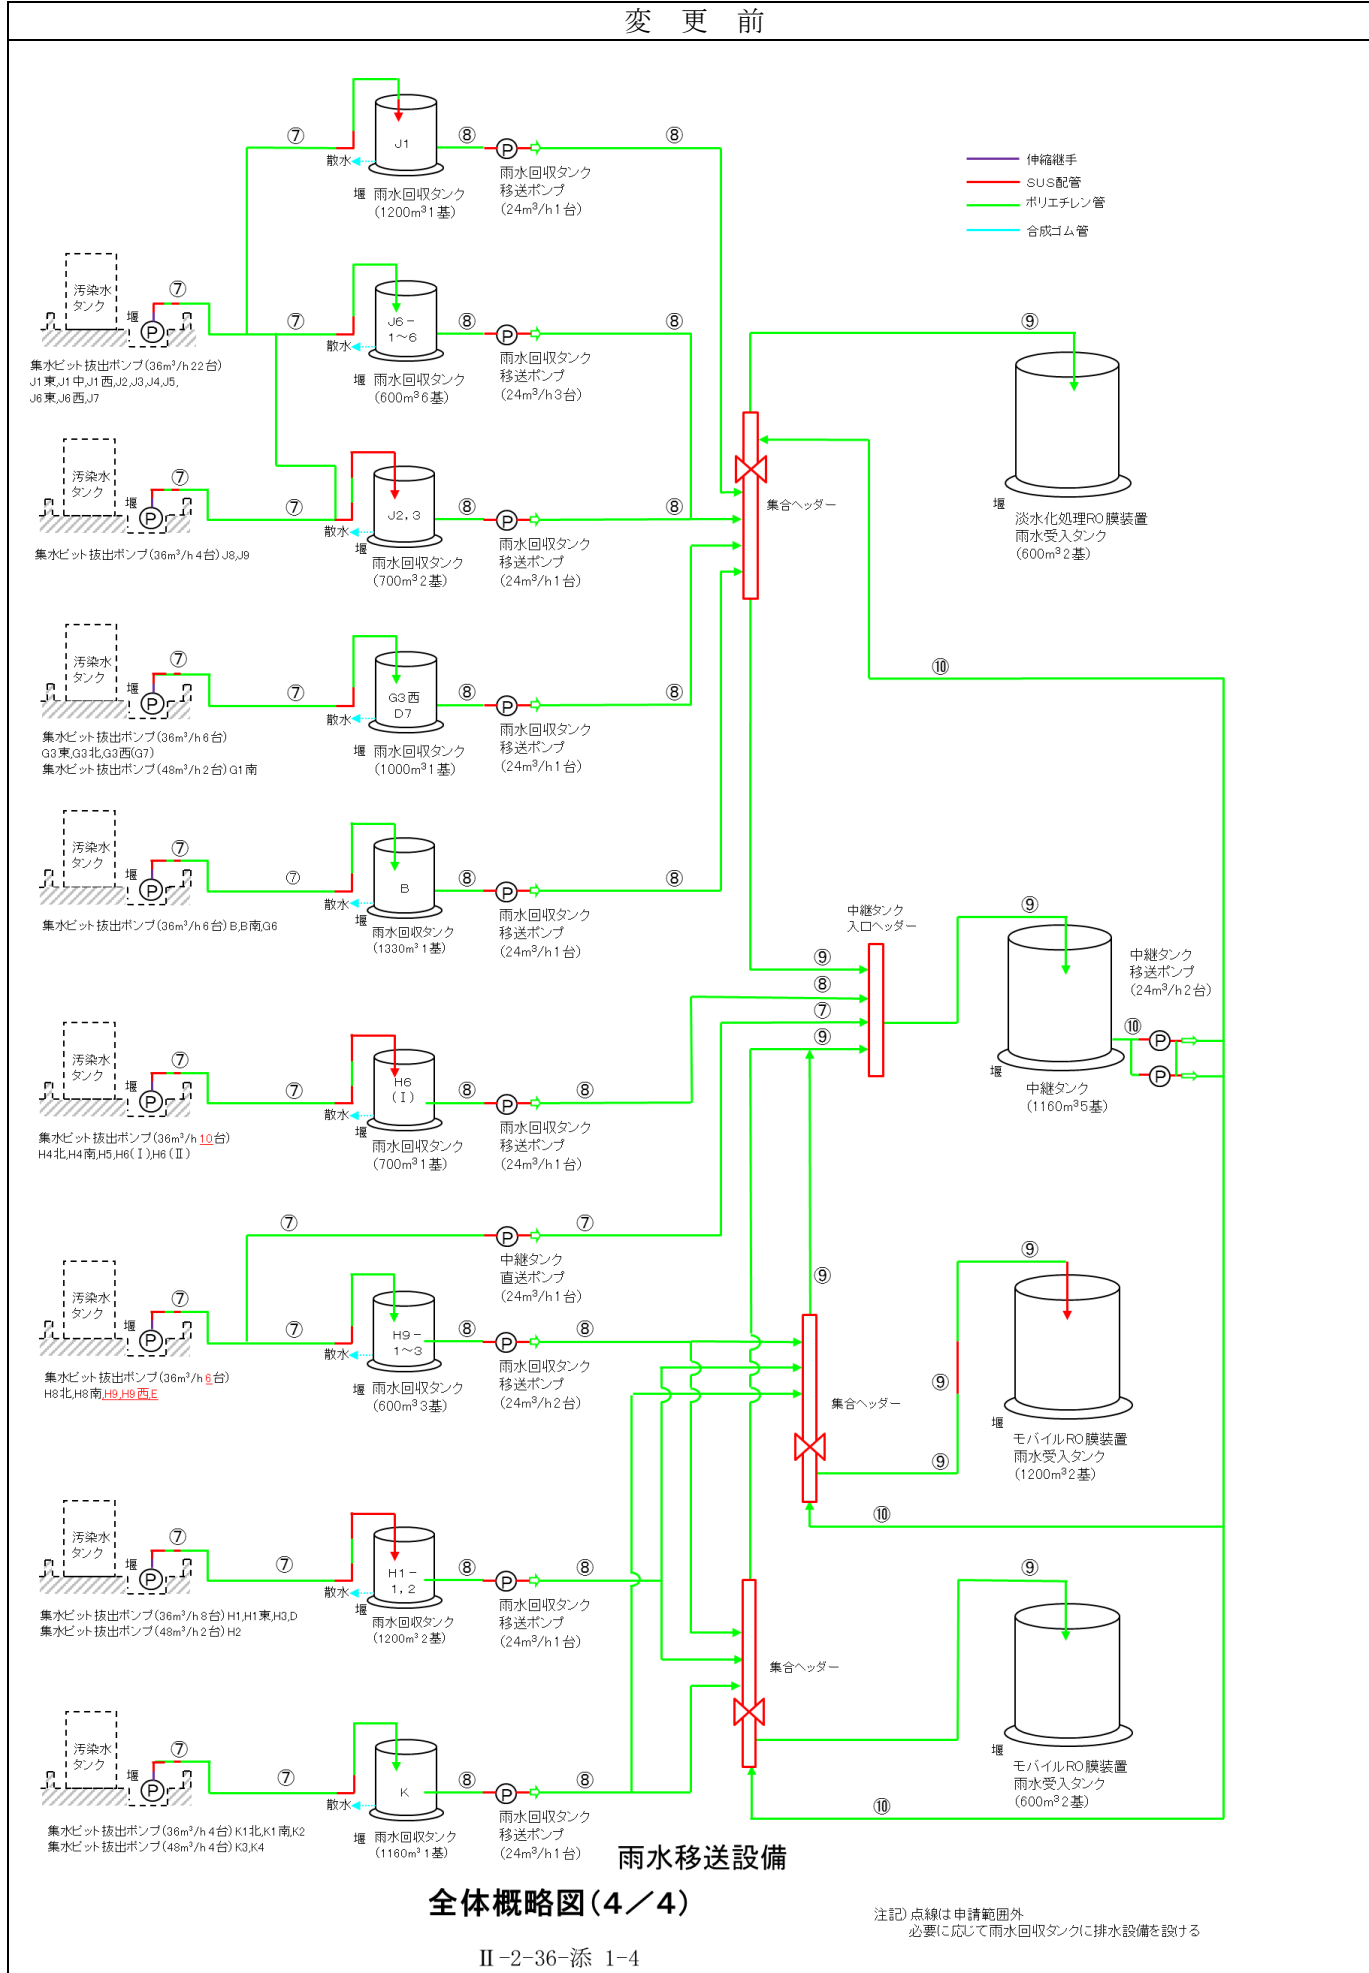 変　更　前
伸縮継手
SUS配管
ポリエチレン管
合成ゴム管
⑦
散水
J1
堰
雨水回収タンク
(1200m³1基)
⑧
P
雨水回収タンク
移送ポンプ
(24m³/h1台)
⑧
汚染水
タンク
堰
P
⑦
集水ピット抜出ポンプ(36m³/h22台)
J1東,J1中,J1西,J2,J3,J4,J5,
J6東,J6西,J7
⑦
散水
J6-
1～6
堰
雨水回収タンク
(600m³6基)
⑧
P
雨水回収タンク
移送ポンプ
(24m³/h3台)
⑧
汚染水
タンク
堰
P
⑦
集水ピット抜出ポンプ(36m³/h4台)J8,J9
⑦
散水
J2,3
堰
雨水回収タンク
(700m³2基)
⑧
P
雨水回収タンク
移送ポンプ
(24m³/h1台)
⑧
集合ヘッダー
⑨
堰
淡水化処理RO膜装置
雨水受入タンク
(600m³2基)
⑩
汚染水
タンク
堰
P
⑦
集水ピット抜出ポンプ(36m³/h6台)
G3東,G3北,G3西(G7)
集水ピット抜出ポンプ(48m³/h2台)G1南
⑦
散水
G3西
D7
堰
雨水回収タンク
(1000m³1基)
⑧
P
雨水回収タンク
移送ポンプ
(24m³/h1台)
⑧
汚染水
タンク
堰
P
⑦
集水ピット抜出ポンプ(36m³/h6台)B,B南,G6
⑦
散水
B
堰
雨水回収タンク
(1330m³1基)
⑧
P
雨水回収タンク
移送ポンプ
(24m³/h1台)
⑧
中継タンク
入口ヘッダー
⑨
⑧
⑦
⑨
⑨
堰
中継タンク
(1160m³5基)
中継タンク
移送ポンプ
(24m³/h2台)
⑩
P
P
汚染水
タンク
堰
P
⑦
集水ピット抜出ポンプ(36m³/h10台)
H4北,H4南,H5,H6(Ⅰ),H6(Ⅱ)
⑦
散水
H6
(Ⅰ)
堰
雨水回収タンク
(700m³1基)
⑧
P
雨水回収タンク
移送ポンプ
(24m³/h1台)
⑧
⑦
P
中継タンク
直送ポンプ
(24m³/h1台)
⑦
汚染水
タンク
堰
P
⑦
集水ピット抜出ポンプ(36m³/h6台)
H8北,H8南,H9,H9西,E
⑦
散水
H9-
1～3
堰
雨水回収タンク
(600m³3基)
⑧
P
雨水回収タンク
移送ポンプ
(24m³/h2台)
⑧
⑨
集合ヘッダー
⑨
⑨
⑨
⑩
堰
モバイルRO膜装置
雨水受入タンク
(1200m³2基)
汚染水
タンク
堰
P
⑦
集水ピット抜出ポンプ(36m³/h8台)H1,H1東,H3,D
集水ピット抜出ポンプ(48m³/h2台)H2
⑦
散水
H1-
1,2
堰
雨水回収タンク
(1200m³2基)
⑧
P
雨水回収タンク
移送ポンプ
(24m³/h1台)
⑧
集合ヘッダー
⑨
堰
モバイルRO膜装置
雨水受入タンク
(600m³2基)
⑩
汚染水
タンク
堰
P
⑦
集水ピット抜出ポンプ(36m³/h4台)K1北,K1南,K2
集水ピット抜出ポンプ(48m³/h4台)K3,K4
⑦
散水
K
堰
雨水回収タンク
(1160m³1基)
⑧
P
雨水回収タンク
移送ポンプ
(24m³/h1台)
⑧
雨水移送設備
全体概略図(4／4)
注記)点線は申請範囲外
必要に応じて雨水回収タンクに排水設備を設ける
Ⅱ-2-36-添 1-4